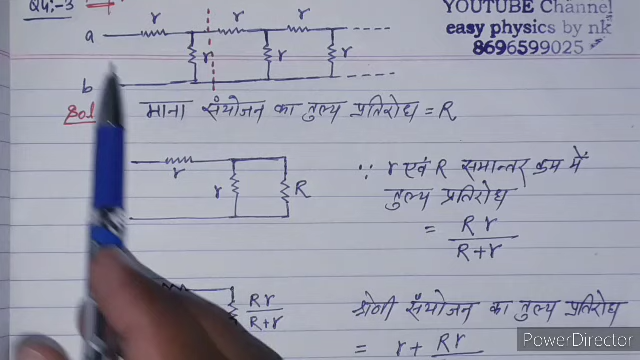 Qu.-3
YOUTUBE Channel
easy physics by nk
8696599025
r r r
a
r r r
b
Sol
माना संयोजन का तुल्य प्रतिरोध = R
r
r R
∵ r एवं R समान्तर क्रम में
तुल्य प्रतिरोध
= Rr
R+r
Rr
R+r
श्रेणी संयोजन का तुल्य प्रतिरोध
= r + Rr
PowerDirector